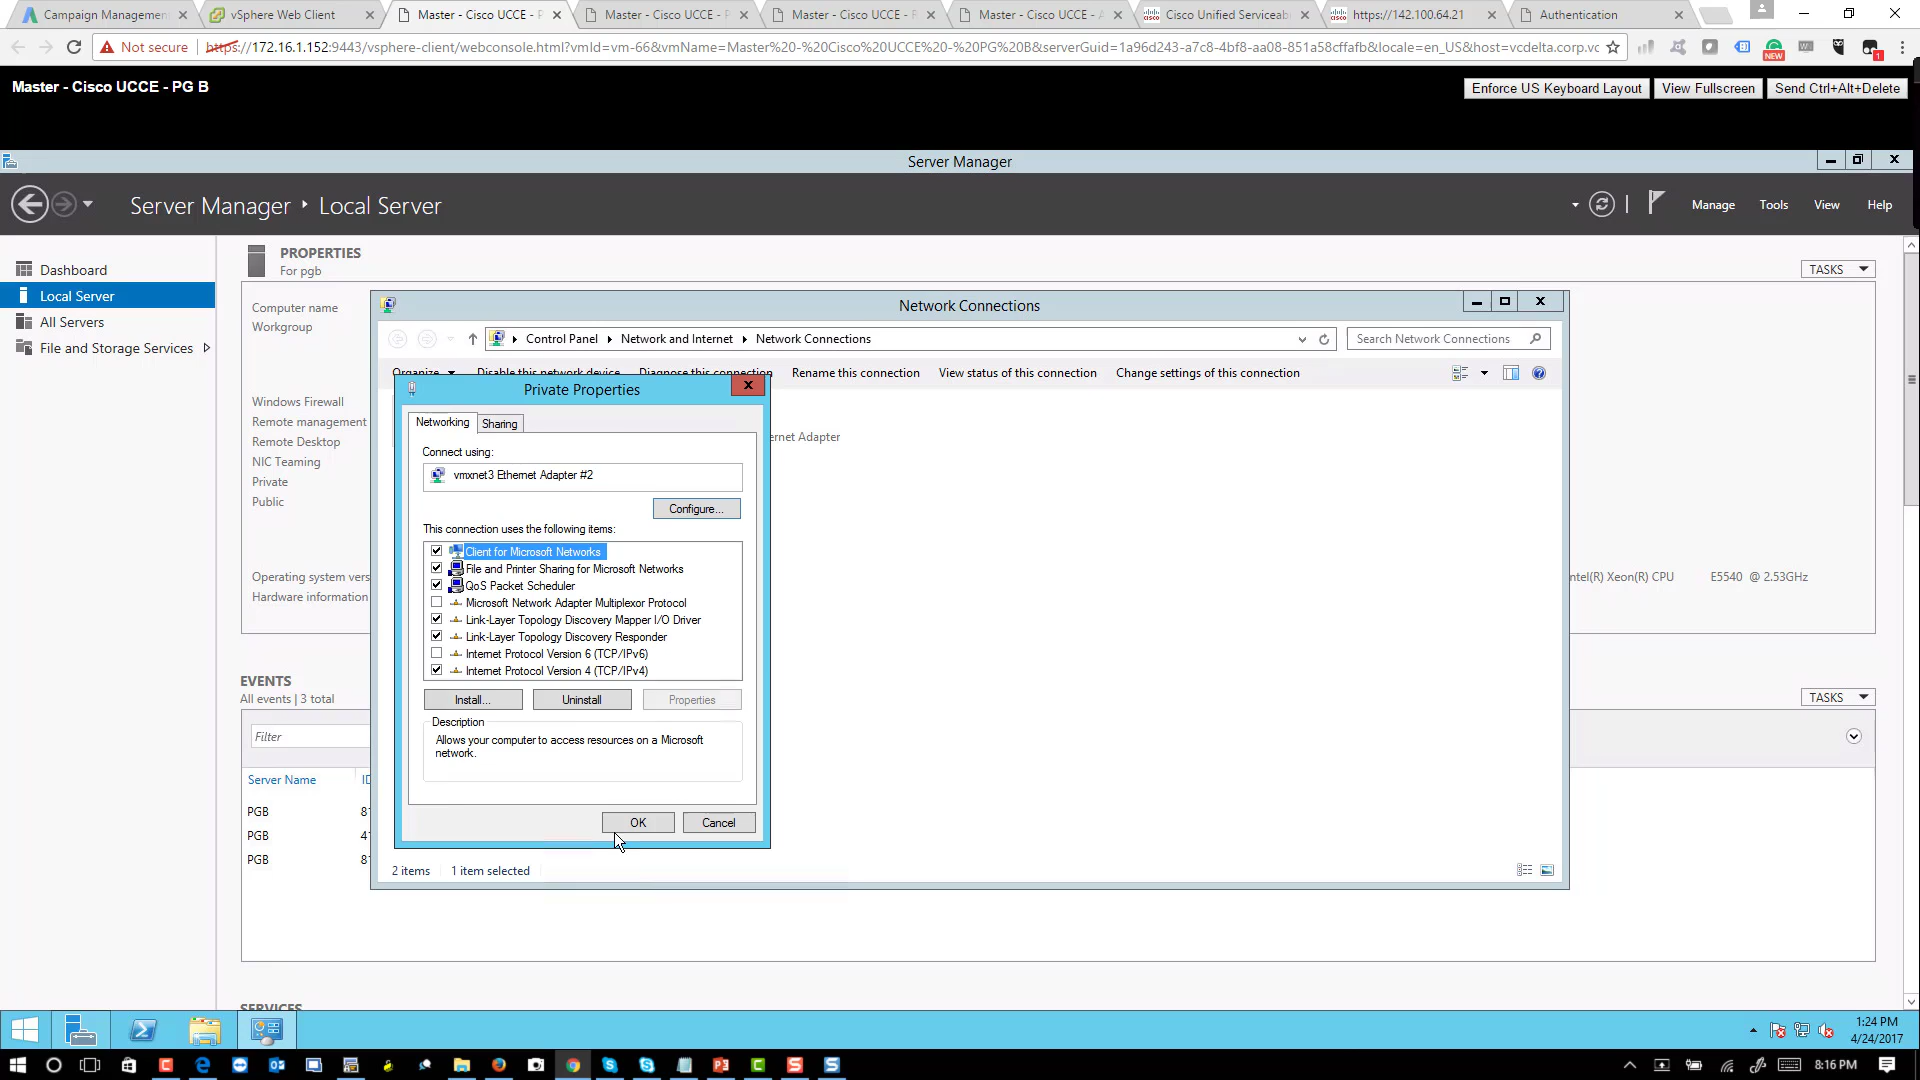 Campaign Management
vSphere Web Client
Master - Cisco UCCE - P
Master - Cisco UCCE - P
Master - Cisco UCCE - P
Master - Cisco UCCE - A
Cisco Unified Serviceab
https://142.100.64.21
Authentication
Not secure
https://172.16.1.152:9443/vsphere-client/webconsole.html?vmId=vm-66&vmName=Master%20-%20Cisco%20UCCE%20-%20PG%20B&serverGuid=1a96d243-a7c8-4bf8-aa08-851a58cffafb&locale=en_US&host=vcdelta.corp.vc
NEW
1
Master - Cisco UCCE - PG B
Enforce US Keyboard Layout
View Fullscreen
Send Ctrl+Alt+Delete
Server Manager
Server Manager
Local Server
Manage
Tools
View
Help
Dashboard
Local Server
All Servers
File and Storage Services
PROPERTIES
For pgb
TASKS
Computer name
Workgroup
Windows Firewall
Remote management
Remote Desktop
NIC Teaming
Private
Public
Operating system vers
Hardware information
ntel(R) Xeon(R) CPU E5540 @ 2.53GHz
Network Connections
Control Panel
Network and Internet
Network Connections
Search Network Connections
Organize
Disable this network device
Diagnose this connection
Rename this connection
View status of this connection
Change settings of this connection
ernet Adapter
Private Properties
Networking
Sharing
Connect using:
vmxnet3 Ethernet Adapter #2
Configure...
This connection uses the following items:
Client for Microsoft Networks
File and Printer Sharing for Microsoft Networks
QoS Packet Scheduler
Microsoft Network Adapter Multiplexor Protocol
Link-Layer Topology Discovery Mapper I/O Driver
Link-Layer Topology Discovery Responder
Internet Protocol Version 6 (TCP/IPv6)
Internet Protocol Version 4 (TCP/IPv4)
Install...
Uninstall
Properties
Description
Allows your computer to access resources on a Microsoft
network.
OK
Cancel
2 items
1 item selected
EVENTS
All events | 3 total
TASKS
Filter
Server Name
ID
PGB
PGB
PGB
SERVICES
1:24 PM
4/24/2017
8:16 PM